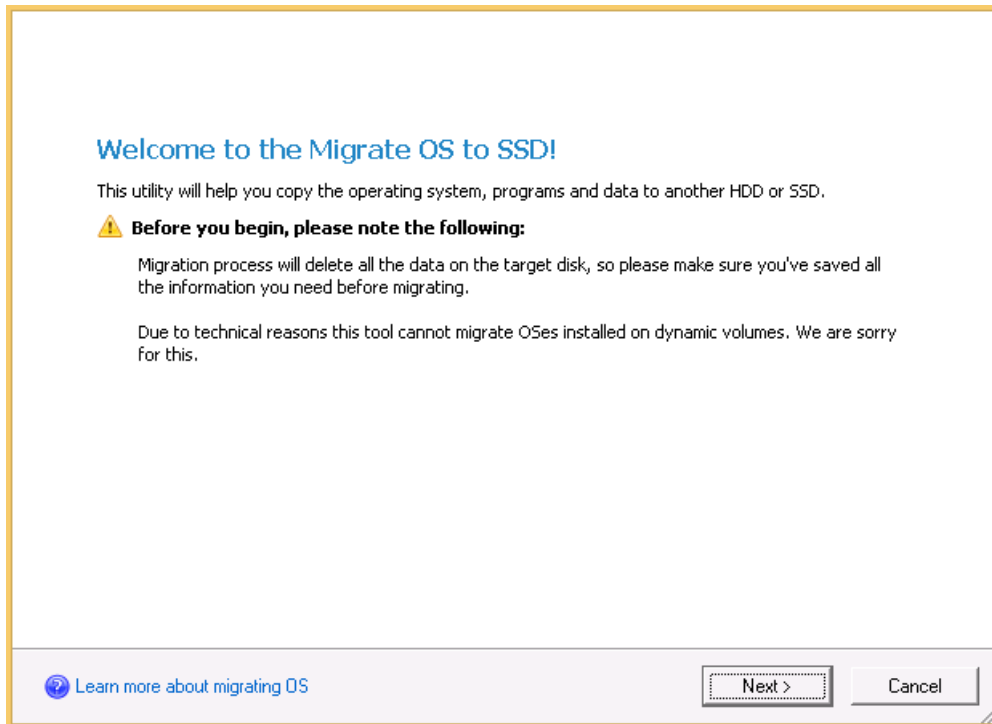 Welcome to the Migrate OS to SSD!
This utility will help you copy the operating system, programs and data to another HDD or SSD.
Before you begin, please note the following:
Migration process will delete all the data on the target disk, so please make sure you've saved all
the information you need before migrating.
Due to technical reasons this tool cannot migrate OSes installed on dynamic volumes. We are sorry
for this.
Learn more about migrating OS
Next >
Cancel